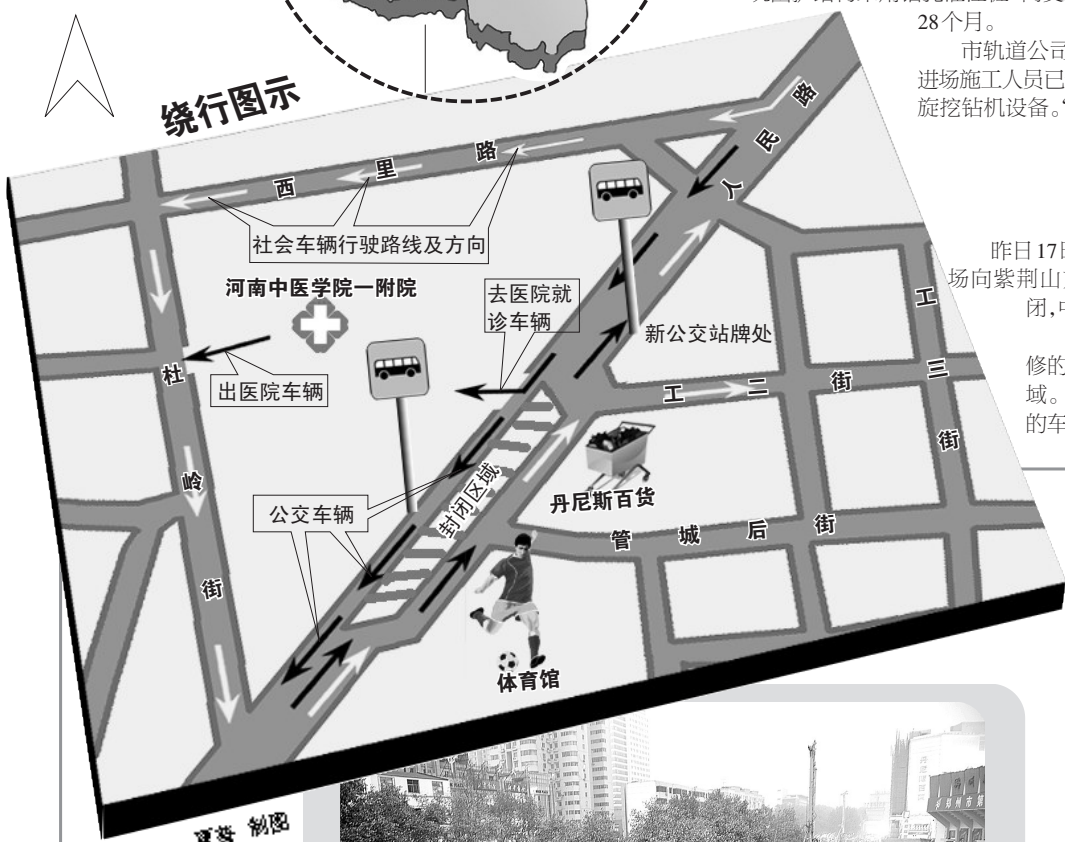 28个月。
市轨道公司
进场施工人员已
旋挖钻机设备。“
昨日17时
场向紫荆山
闭,中
修的
域。
的车
绕行图示
西里路
人民路
社会车辆行驶路线及方向
河南中医学院一附院
去医院就
诊车辆
新公交站牌处
出医院车辆
杜岭街
工二街
工三街
公交车辆
封闭区域
丹尼斯百货
管城后街
体育馆
制图